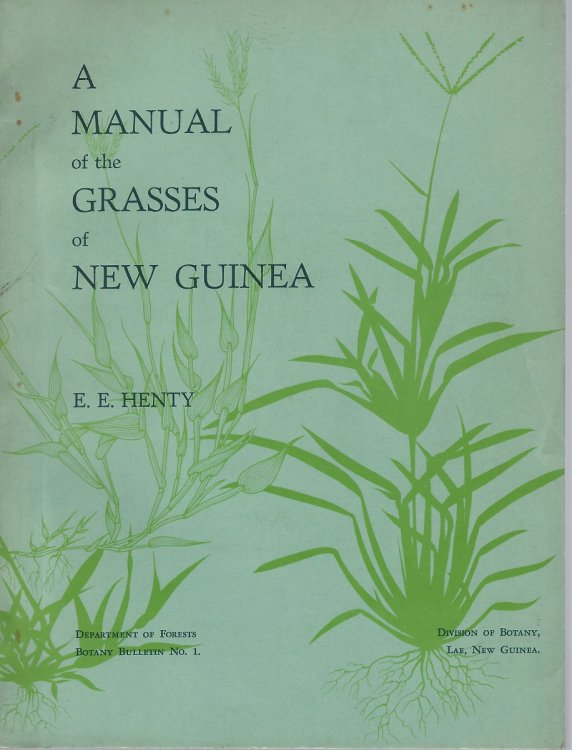 A
MANUAL
of the
GRASSES
of
NEW GUINEA
E. E. HENTY
DEPARTMENT OF FORESTS
BOTANY BULLETIN No. 1.
DIVISION OF BOTANY,
LAE, NEW GUINEA.